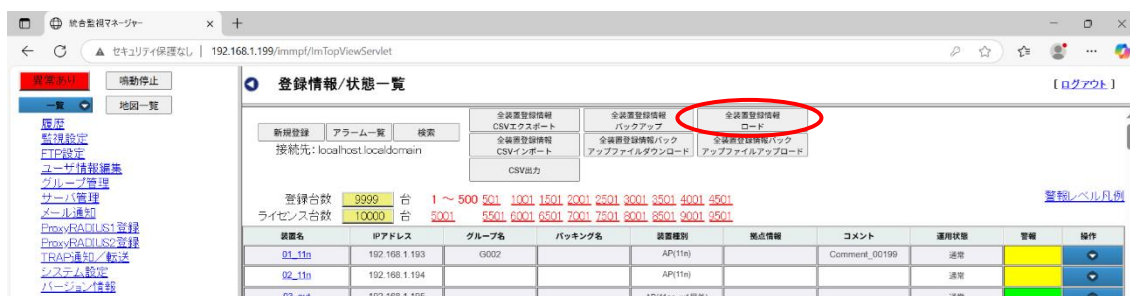 統合監視マネージャー
セキュリティ保護なし | 192.168.1.199/immpf/ImTopViewServlet
異常あり 鳴動停止
一覧 地図一覧
履歴
監視設定
FTP設定
ユーザ情報編集
グループ管理
サーバ管理
メール通知
ProxyRADIUS1登録
ProxyRADIUS2登録
TRAP通知／転送
システム設定
バージョン情報
登録情報/状態一覧 [ログアウト]
新規登録 アラーム一覧 検索
接続先：localhost.localdomain
全装置登録情報
CSVエクスポート
全装置登録情報
バックアップ
全装置登録情報
ロード
全装置登録情報
CSVインポート
全装置登録情報バック
アップファイルダウンロード
全装置登録情報バック
アップファイルアップロード
CSV出力
登録台数 9999 台 1 ～ 500 501 1001 1501 2001 2501 3001 3501 4001 4501
警報レベル凡例
ライセンス台数 10000 台 5001 5501 6001 6501 7001 7501 8001 8501 9001 9501
装置名 IPアドレス グループ名 パッキング名 装置種別 拠点情報 コメント 運用状態 警報 操作
01_11n 192.168.1.193 G002 AP(11n) Comment_00199 通常
02_11n 192.168.1.194 AP(11n) 通常
192.168.1.195